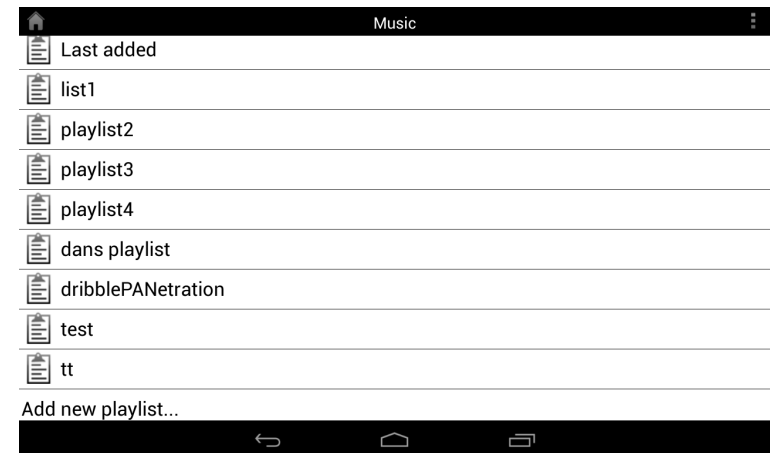 Music
Last added
list1
playlist2
playlist3
playlist4
dans playlist
dribblePANetration
test
tt
Add new playlist...